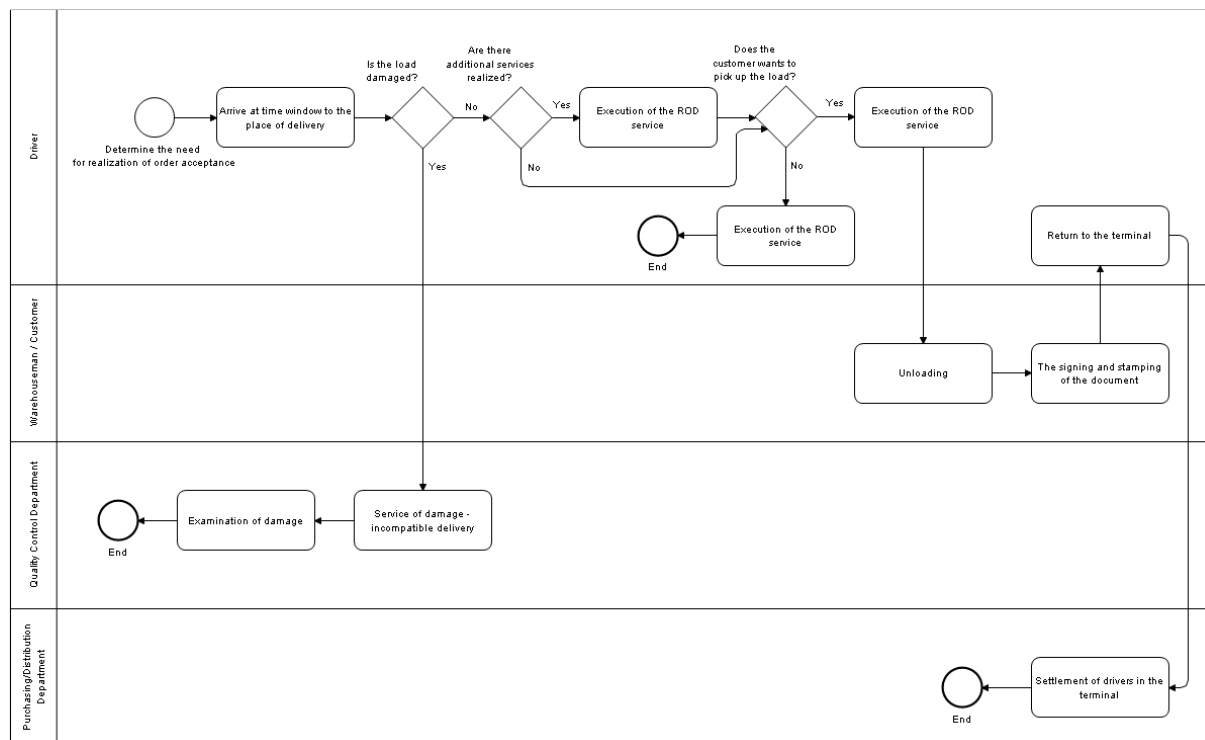 Driver
Is the load
damaged?
Are there
additional services
realized?
Does the
customer wants to
pick up the load?
Arrive at time window to the
place of delivery
No
Yes
Execution of the ROD
service
Yes
Execution of the ROD
service
Determine the need
for realization of order acceptance
Yes
No
No
Execution of the ROD
service
End
Return to the terminal
Warehouseman / Customer
Unloading
The signing and stamping
of the document
Quality Control Department
Examination of damage
Service of damage -
incompatible delivery
End
Purchasing/Distribution
Department
Settlement of drivers in the
terminal
End